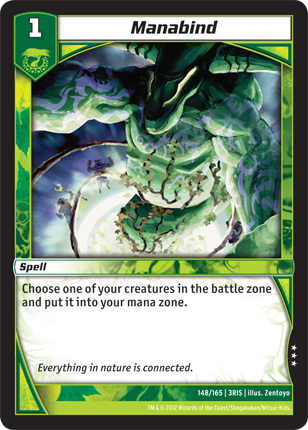 Manabind
1
Spell
Choose one of your creatures in the battle zone
and put it into your mana zone.
Everything in nature is connected.
148/165 | 3RIS | illus. Zentoyo
TM & © 2012 Wizards of the Coast/Shogakukan/Mitsui-Kids.